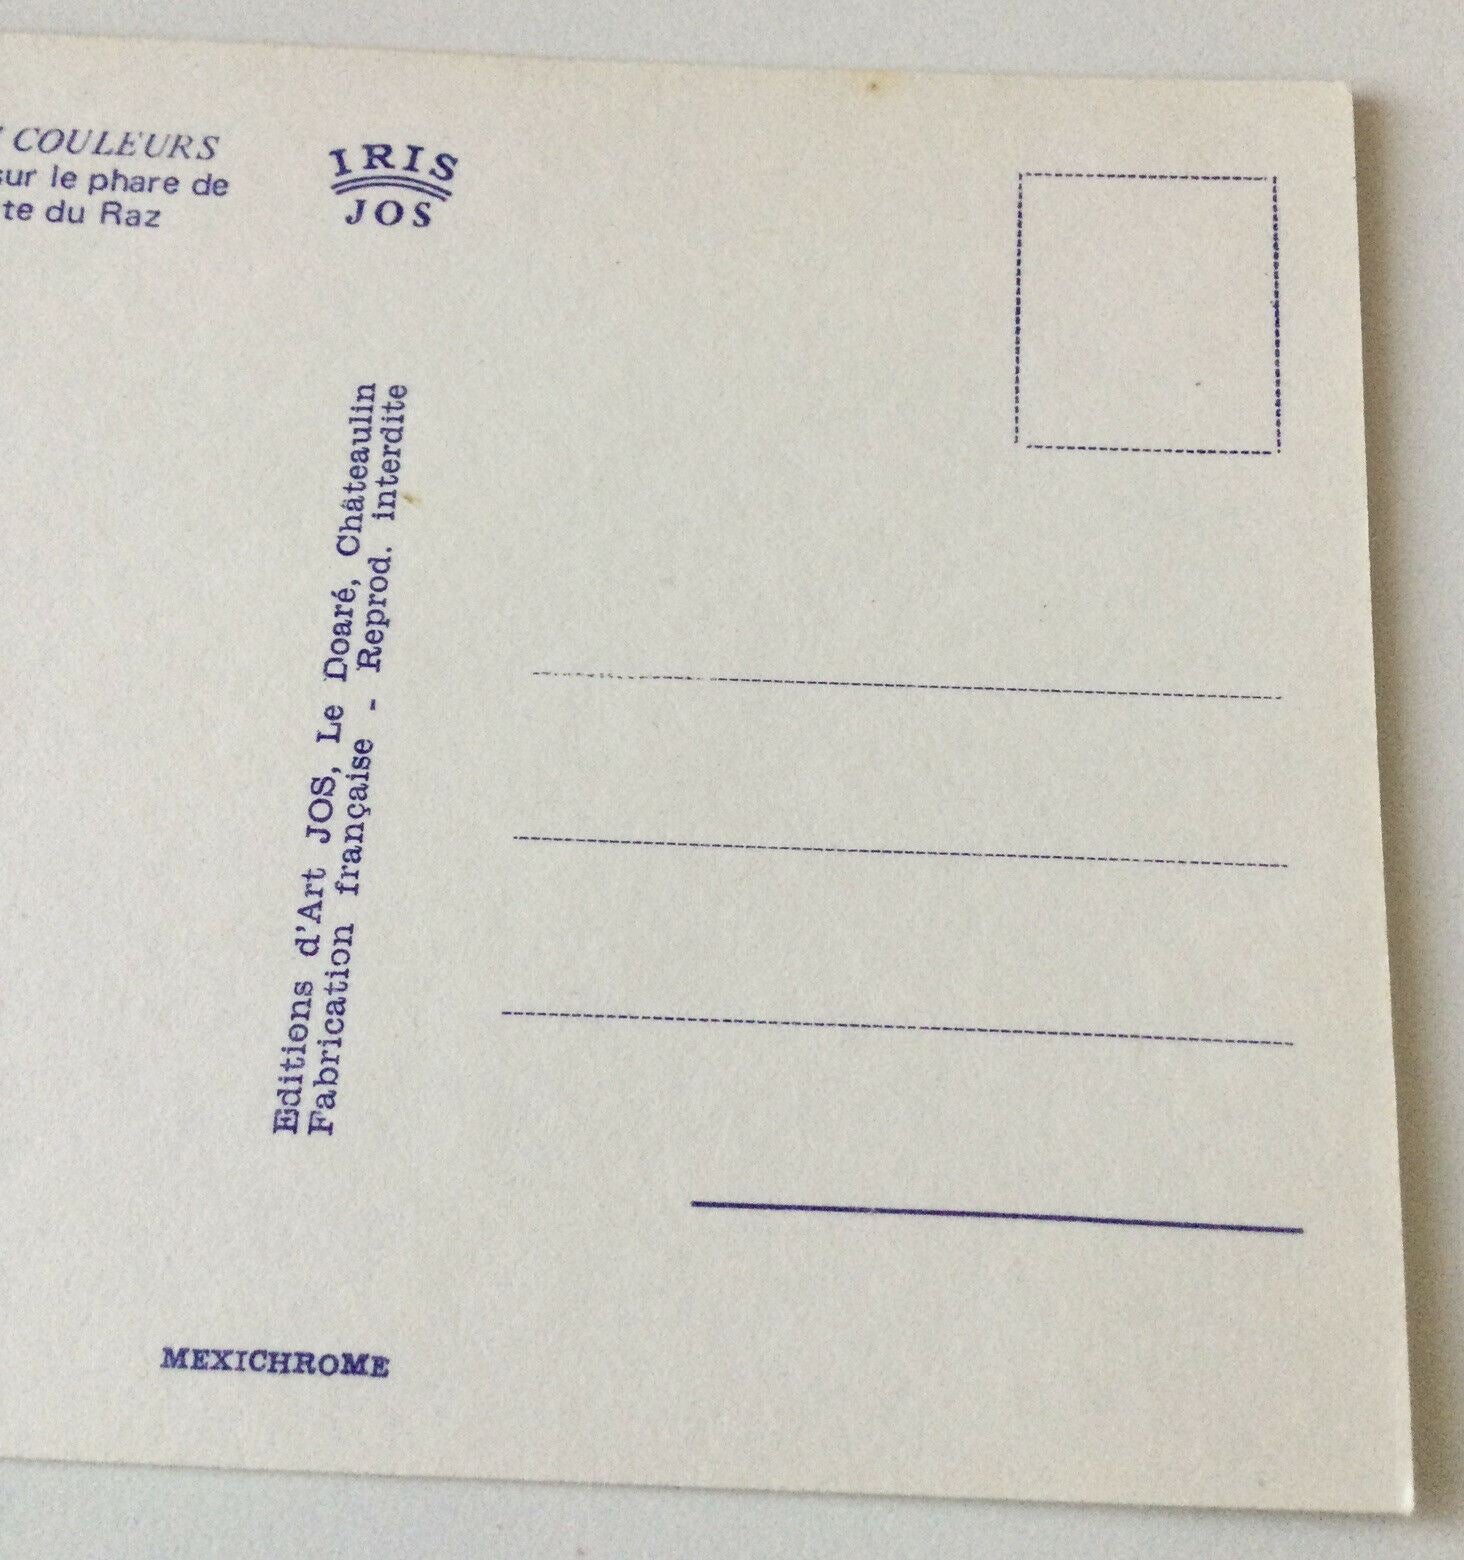 COULEURS
sur le phare de
te du Raz
IRIS
JOS
Editions d'Art JOS, Le Doaré, Châteaulin
Fabrication française - Reprod. interdite
MEXICHROME